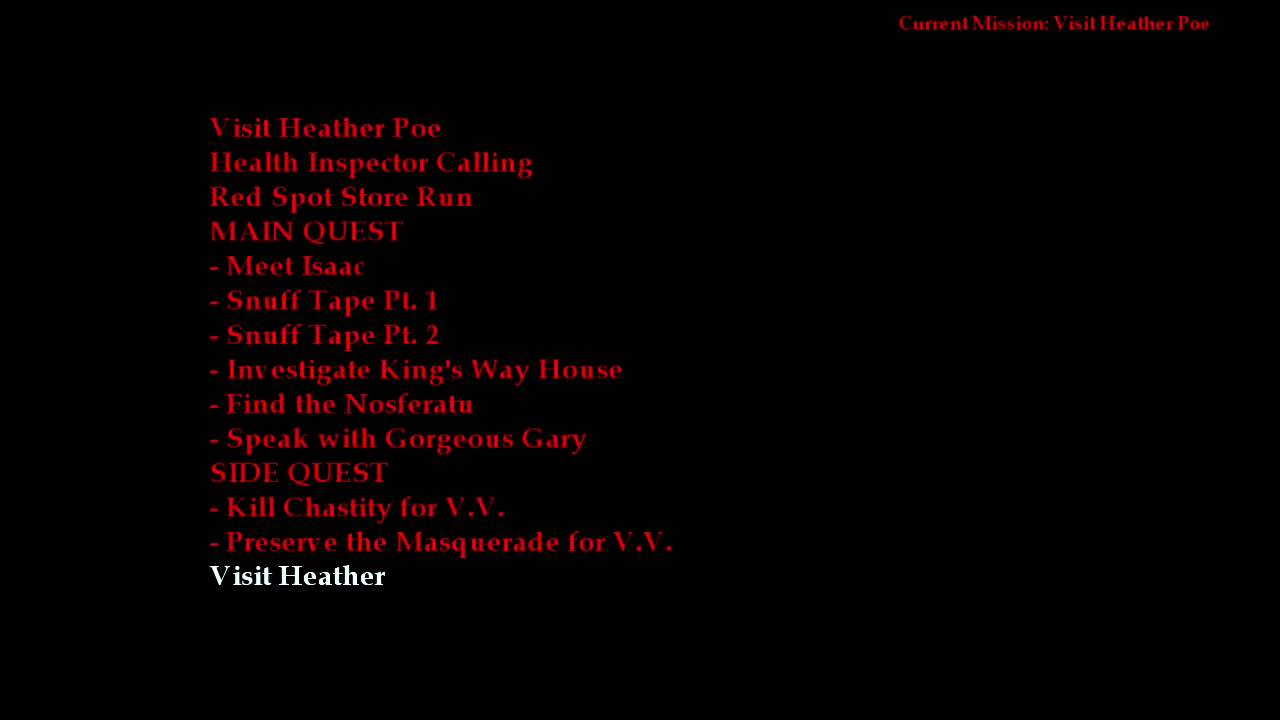 Current Mission: Visit Heather Poe
Visit Heather Poe
Health Inspector Calling
Red Spot Store Run
MAIN QUEST
- Meet Isaac
- Snuff Tape Pt. 1
- Snuff Tape Pt. 2
- Investigate King's Way House
- Find the Nosferatu
- Speak with Gorgeous Gary
SIDE QUEST
- Kill Chastity for V.V.
- Preserve the Masquerade for V.V.
Visit Heather